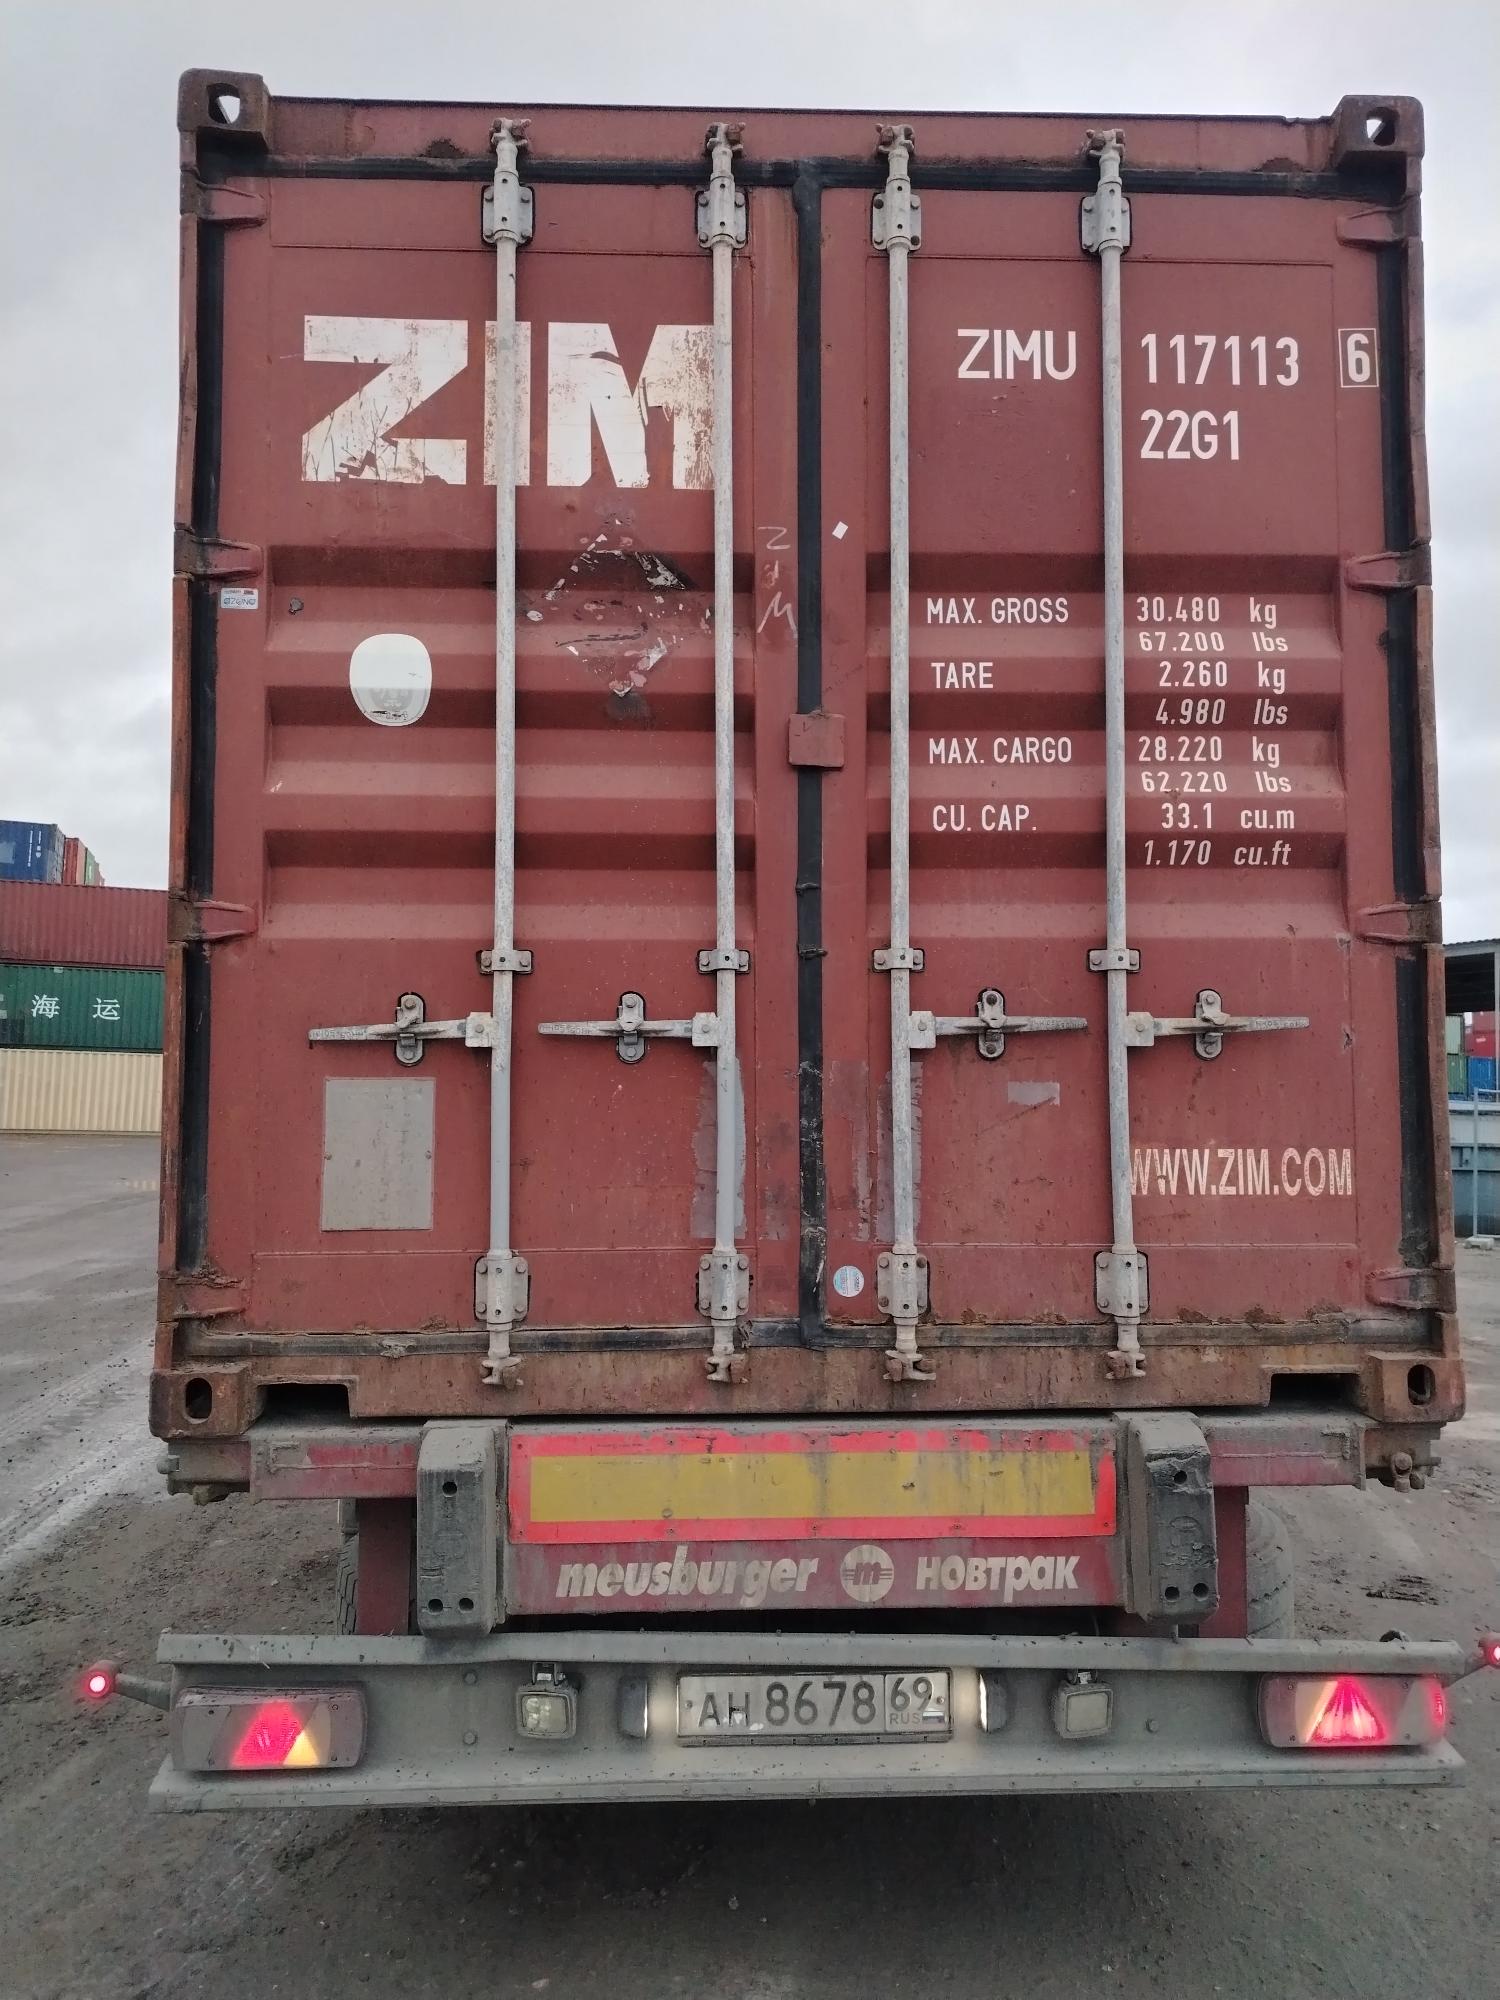 ZIM
ZIMU 117113 6
22G1
MAX. GROSS 30.480 kg
67.200 lbs
TARE 2.260 kg
4.980 lbs
MAX. CARGO 28.220 kg
62.220 lbs
CU. CAP. 33.1 cu.m
1.170 cu.ft
海 运
WWW.ZIM.COM
meusburger m новтрак
АН 8678 69
RUS